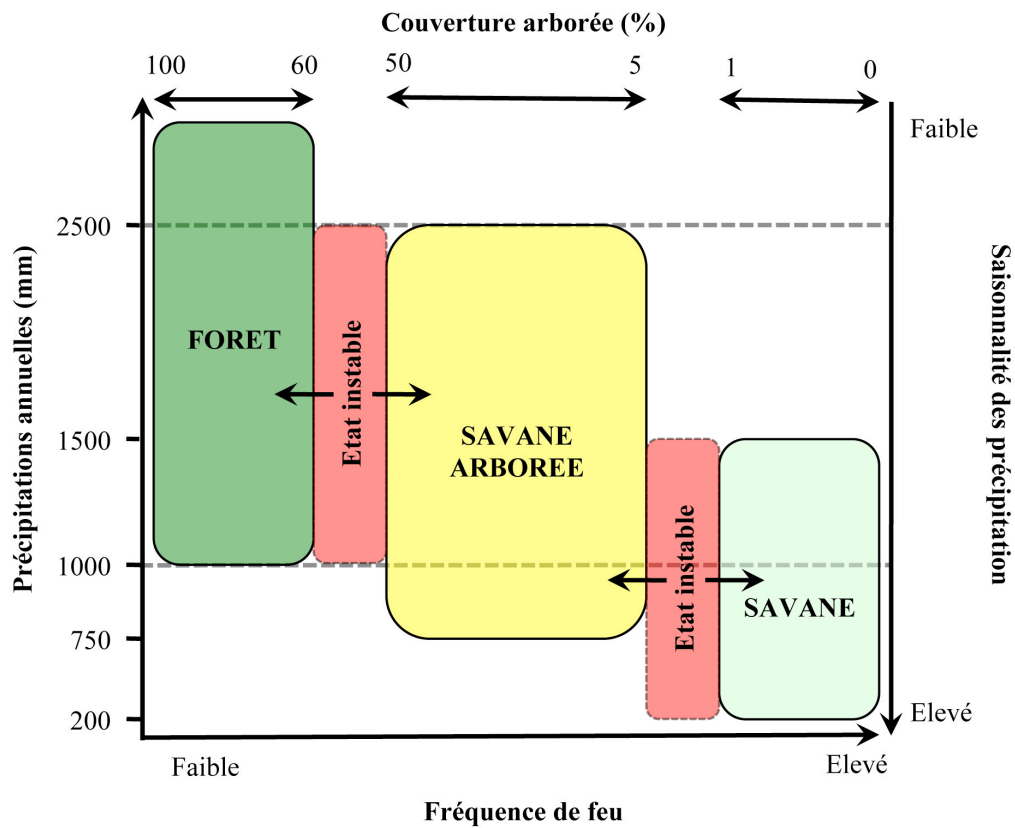 Couverture arborée (%)
100 60 50 5 1 0
Faible
2500
FORET
Etat instable
SAVANE
ARBOREE
1500
1000
Etat instable
SAVANE
750
200
Elevé
Précipitations annuelles (mm)
Saisonnalité des précipitation
Faible
Elevé
Fréquence de feu